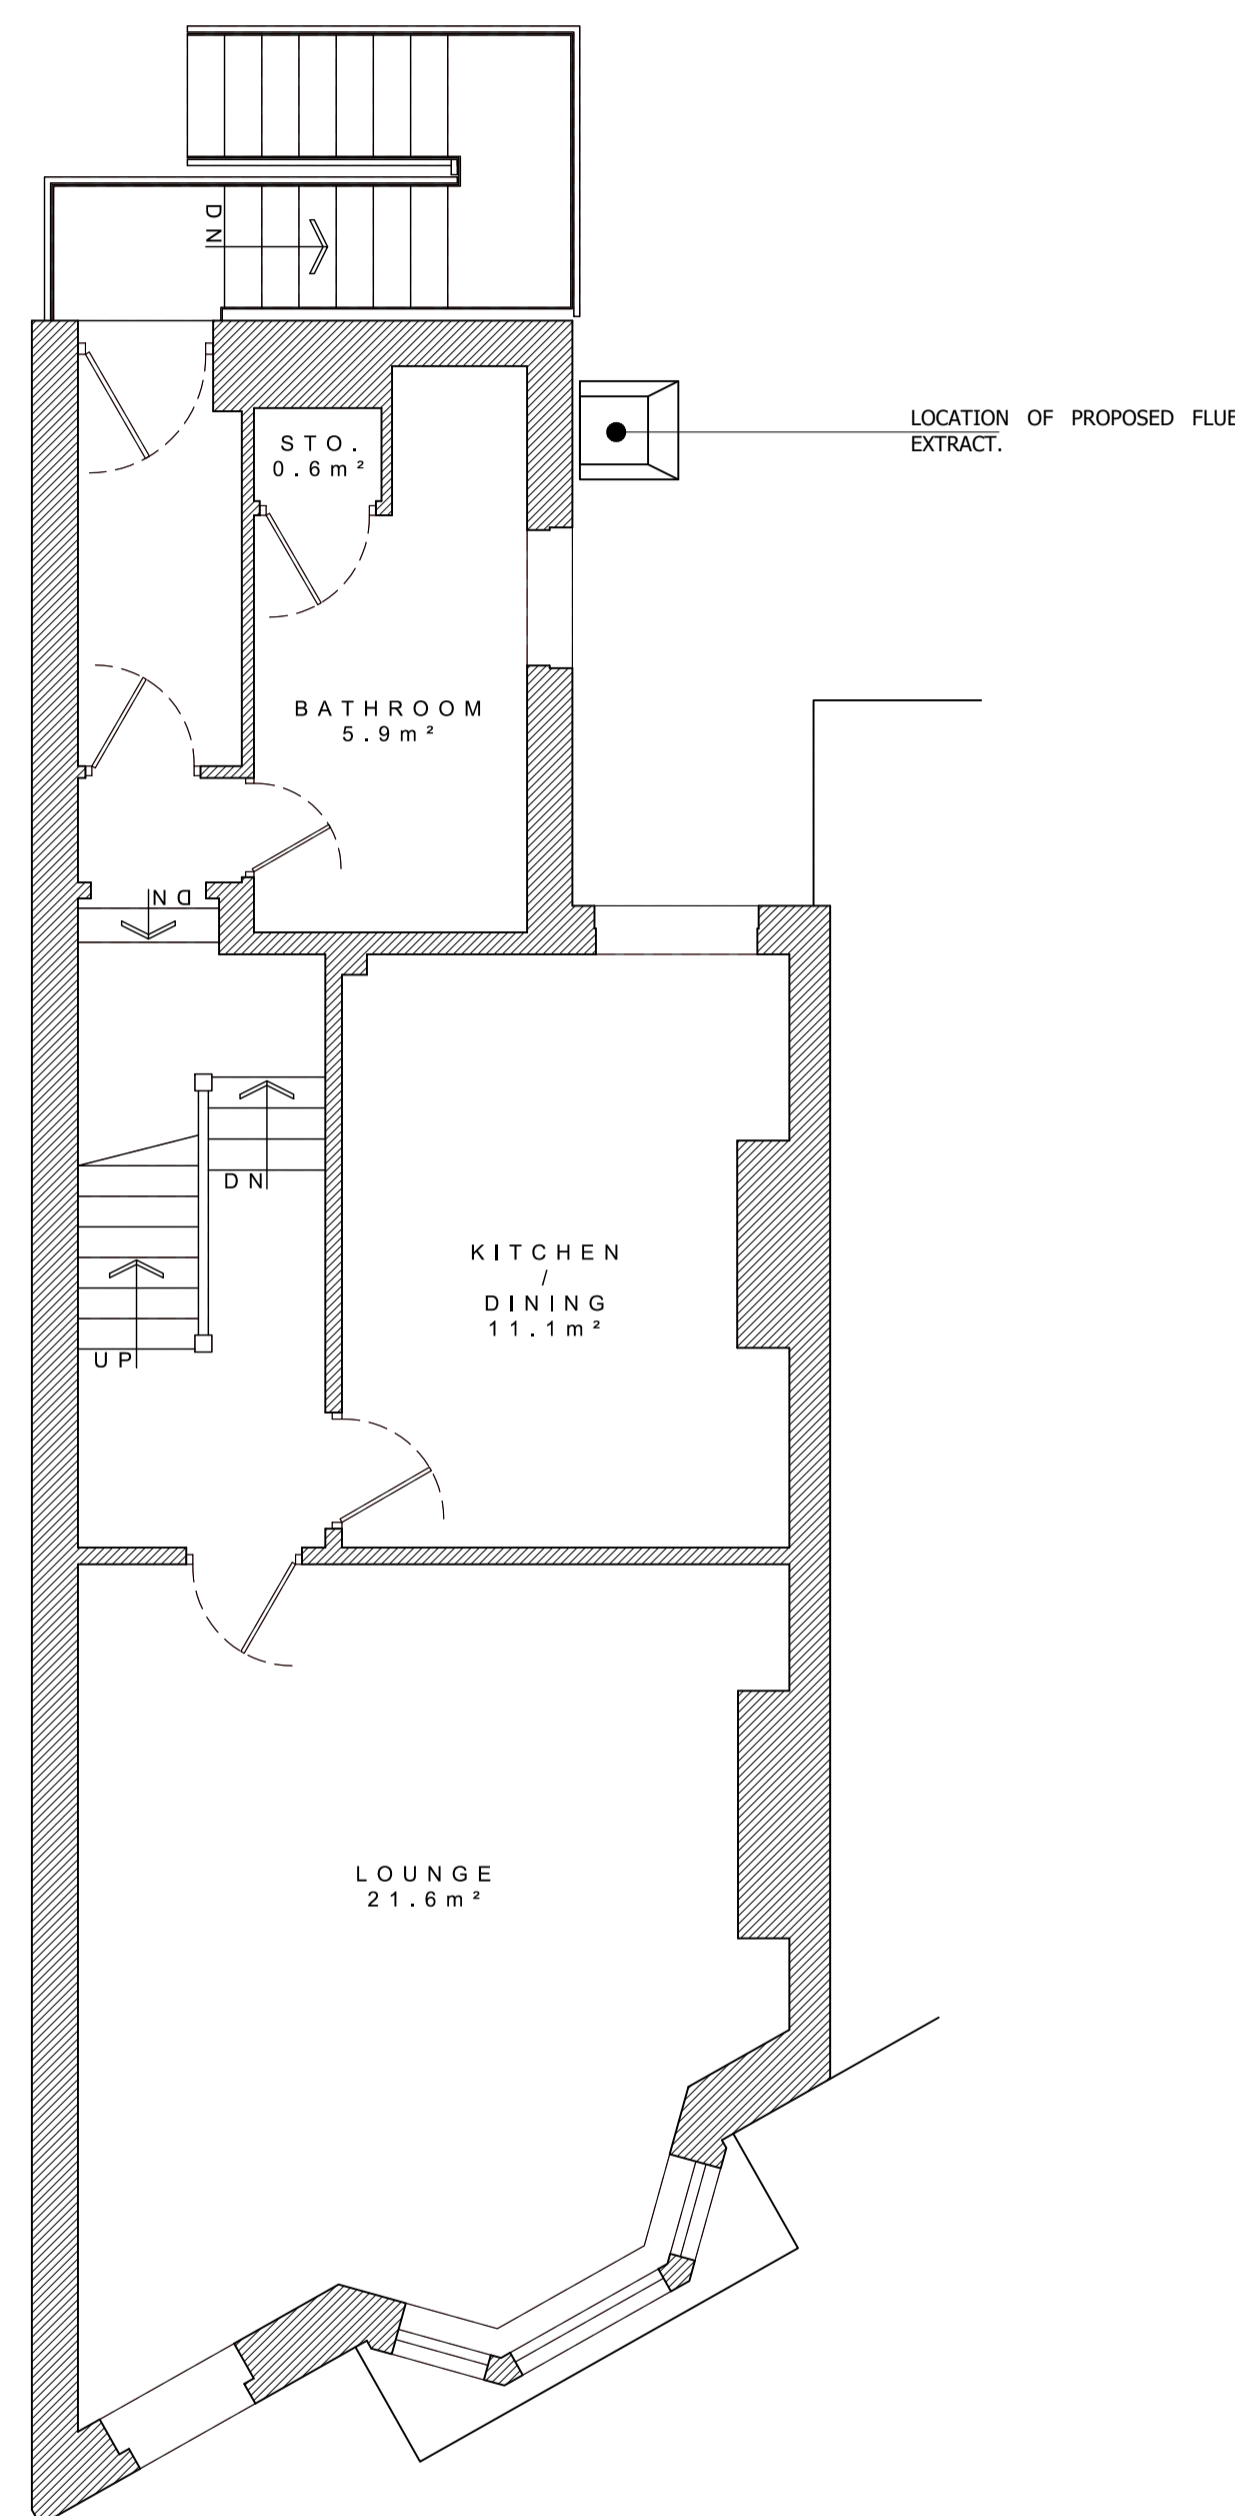 DN
LOCATION OF PROPOSED FLUE
EXTRACT.
STO.
0.6m²
BATHROOM
5.9m²
DN
DN
KITCHEN
/
DINING
11.1m²
UP
LOUNGE
21.6m²